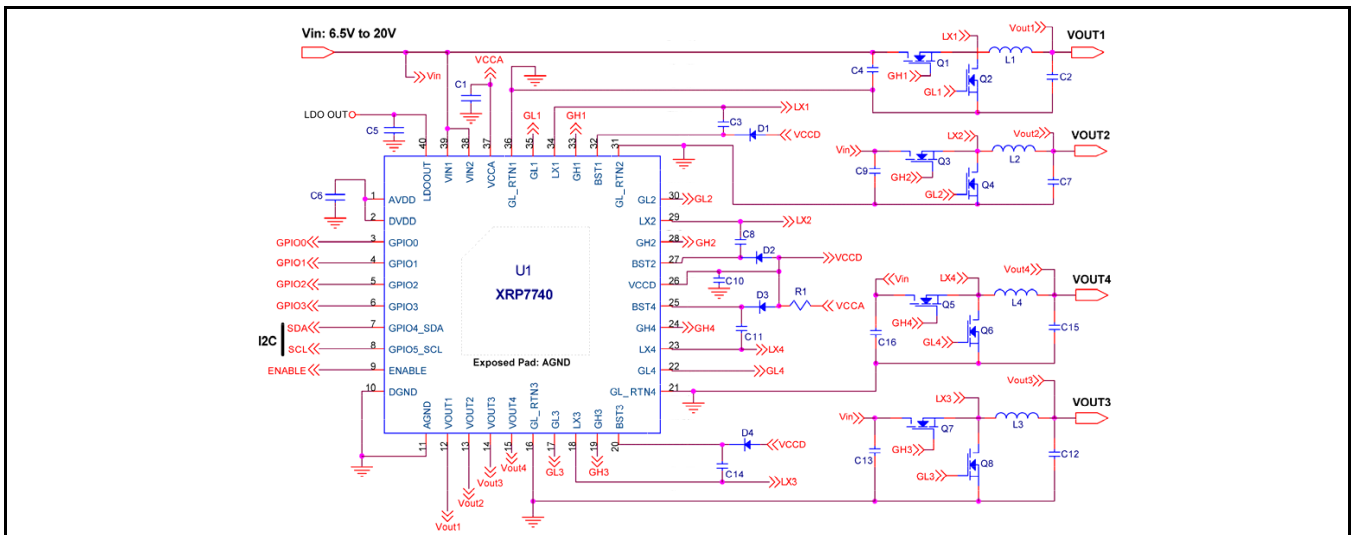 Vin: 6.5V to 20V
Vin
VCCA
C1
LDO OUT
C5
C6
GL1
GH1
LX1
C3
D1
VCCD
C4
Q1
GH1
LX1
Q2
GL1
L1
Vout1
VOUT1
C2
Vin
C9
Q3
GH2
LX2
Q4
GL2
L2
Vout2
VOUT2
C7
40 39 38 37 36 35 34 33 32 31
LDOOUT
VIN1
VIN2
VCCA
GL_RTN1
GL1
LX1
GH1
BST1
GL_RTN2
1 AVDD
2 DVDD
GPIO0 3 GPIO0
GPIO1 4 GPIO1
GPIO2 5 GPIO2
GPIO3 6 GPIO3
I2C
SDA 7 GPIO4_SDA
SCL 8 GPIO5_SCL
ENABLE 9 ENABLE
10 DGND
U1
XRP7740
Exposed Pad: AGND
GL2 30 GL2
LX2 29 LX2
GH2 28 GH2
BST2 27
VCCD 26
BST4 25
GH4 24 GH4
LX4 23 LX4
GL4 22 GL4
GL_RTN4 21
C8
D2
VCCD
C10
D3
R1
VCCA
C11
AGND
VOUT1
VOUT2
VOUT3
VOUT4
GL_RTN3
GL3
LX3
GH3
BST3
11 12 13 14 15 16 17 18 19 20
Vout1
Vout2
Vout3
Vout4
GL3
GH3
D4
VCCD
C14
LX3
Vin
C16
Q5
GH4
LX4
Q6
GL4
L4
Vout4
VOUT4
C15
Vin
C13
Q7
GH3
LX3
Q8
GL3
L3
Vout3
VOUT3
C12